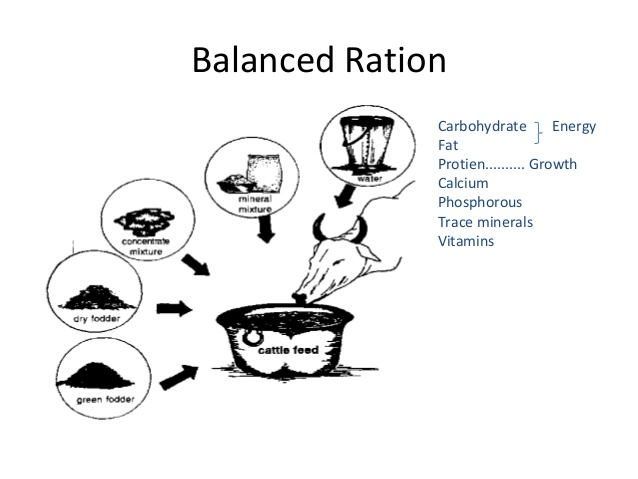 Balanced Ration
Carbohydrate Energy
Fat
Protien.......... Growth
Calcium
Phosphorous
Trace minerals
Vitamins
water
mineral
mixture
concentrate
mixture
dry fodder
cattle feed
green fodder